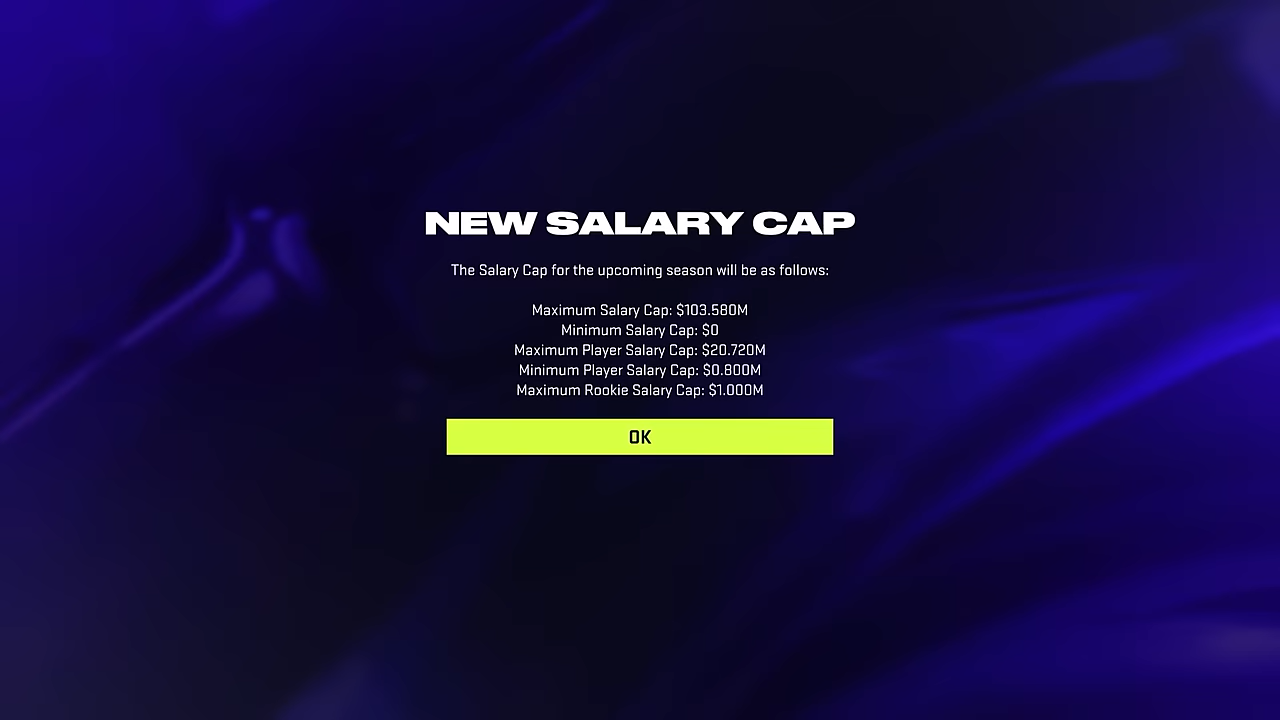 NEW SALARY CAP
The Salary Cap for the upcoming season will be as follows:
Maximum Salary Cap: $103.580M
Minimum Salary Cap: $0
Maximum Player Salary Cap: $20.720M
Minimum Player Salary Cap: $0.800M
Maximum Rookie Salary Cap: $1.000M
OK